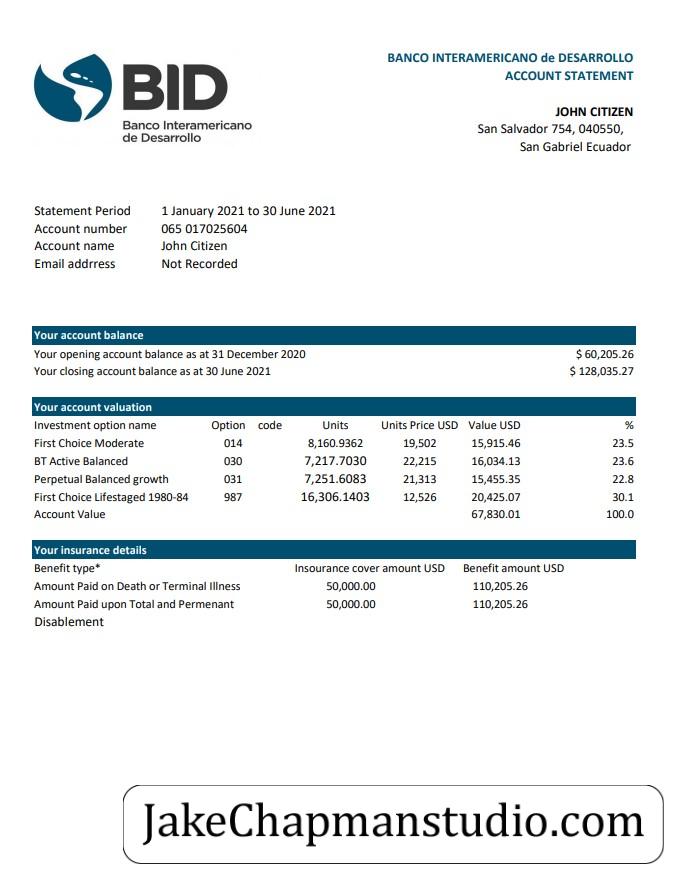 BID
Banco Interamericano
de Desarrollo
BANCO INTERAMERICANO de DESARROLLO
ACCOUNT STATEMENT
JOHN CITIZEN
San Salvador 754, 040550,
San Gabriel Ecuador
Statement Period 1 January 2021 to 30 June 2021
Account number 065 017025604
Account name John Citizen
Email addrress Not Recorded
Your account balance
Your opening account balance as at 31 December 2020 $ 60,205.26
Your closing account balance as at 30 June 2021 $ 128,035.27
Your account valuation
Investment option name Option code Units Units Price USD Value USD %
First Choice Moderate 014 8,160.9362 19,502 15,915.46 23.5
BT Active Balanced 030 7,217.7030 22,215 16,034.13 23.6
Perpetual Balanced growth 031 7,251.6083 21,313 15,455.35 22.8
First Choice Lifestaged 1980-84 987 16,306.1403 12,526 20,425.07 30.1
Account Value 67,830.01 100.0
Your insurance details
Benefit type* Insourance cover amount USD Benefit amount USD
Amount Paid on Death or Terminal Illness 50,000.00 110,205.26
Amount Paid upon Total and Permenant 50,000.00 110,205.26
Disablement
JakeChapmanstudio.com